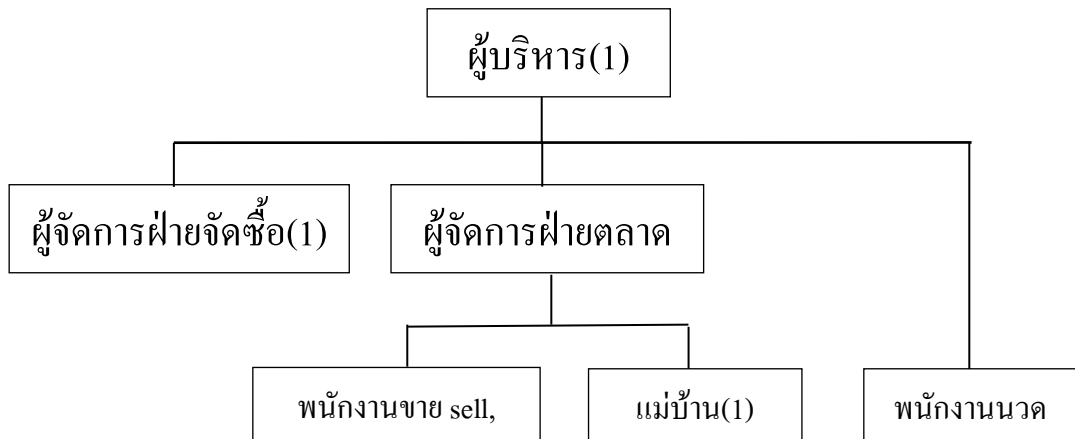 ผู้บริหาร(1)
ผู้จัดการฝ่ายจัดซื้อ(1)
ผู้จัดการฝ่ายตลาด
พนักงานขาย sell,
แม่บ้าน(1)
พนักงานนวด